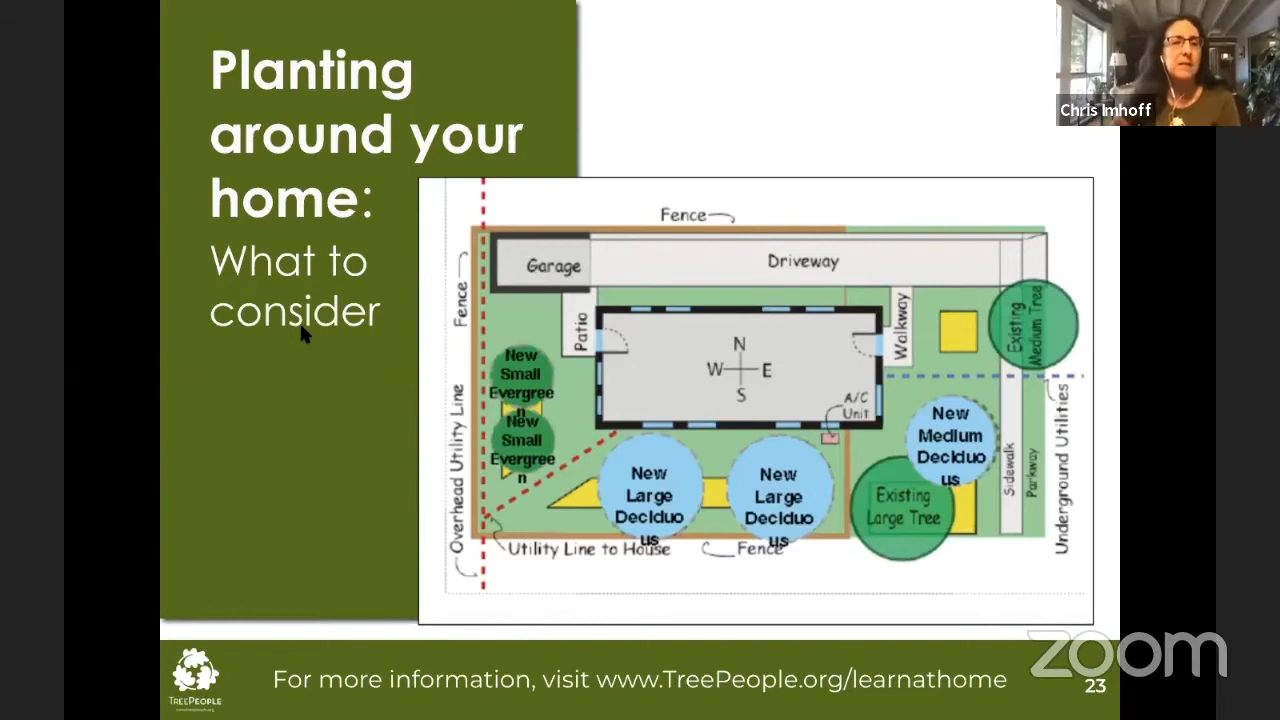 Planting
around your
home:
What to
consider
Chris Imhoff
Fence
Garage
Driveway
Fence
Patio
Walkway
Existing
Medium Tree
N
W E
S
A/C
Unit
New
Small
Evergree
n
New
Small
Evergree
n
New
Medium
Deciduo
us
New
Large
Deciduo
us
New
Large
Deciduo
us
Existing
Large Tree
Sidewalk
Parkway
Underground Utilities
Overhead Utility Line
Utility Line to House
Fence
zoom
TREEPEOPLE
For more information, visit www.TreePeople.org/learnathome
23